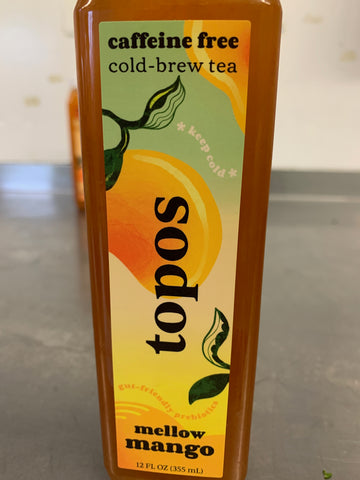 caffeine free
cold-brew tea
* keep cold *
topos
gut-friendly prebiotics
mellow
mango
12 FL OZ (355 mL)